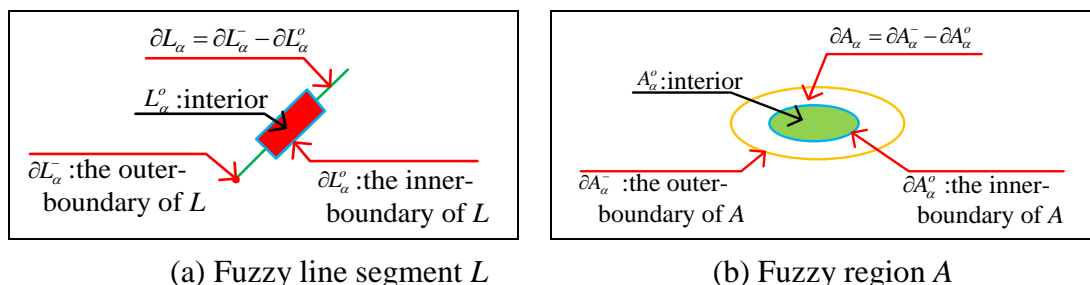 ∂L_α = ∂L_α^- − ∂L_α^o
L_α^o :interior
∂L_α^- :the outer-
boundary of L
∂L_α^o :the inner-
boundary of L
(a) Fuzzy line segment L
∂A_α = ∂A_α^- − ∂A_α^o
A_α^o :interior
∂A_α^- :the outer-
boundary of A
∂A_α^o :the inner-
boundary of A
(b) Fuzzy region A